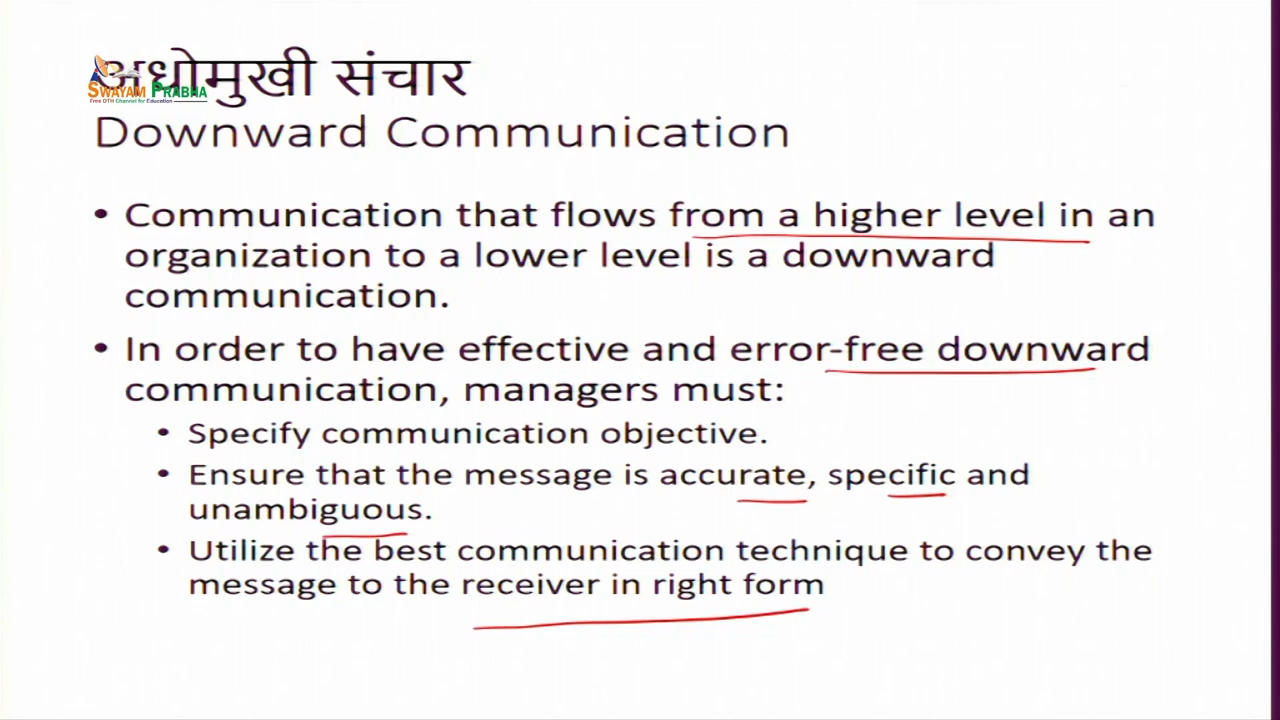 अधोमुखी संचार
SWAYAM PRABHA
Free DTH Channel for Education
Downward Communication
• Communication that flows from a higher level in an
organization to a lower level is a downward
communication.
• In order to have effective and error-free downward
communication, managers must:
• Specify communication objective.
• Ensure that the message is accurate, specific and
unambiguous.
• Utilize the best communication technique to convey the
message to the receiver in right form